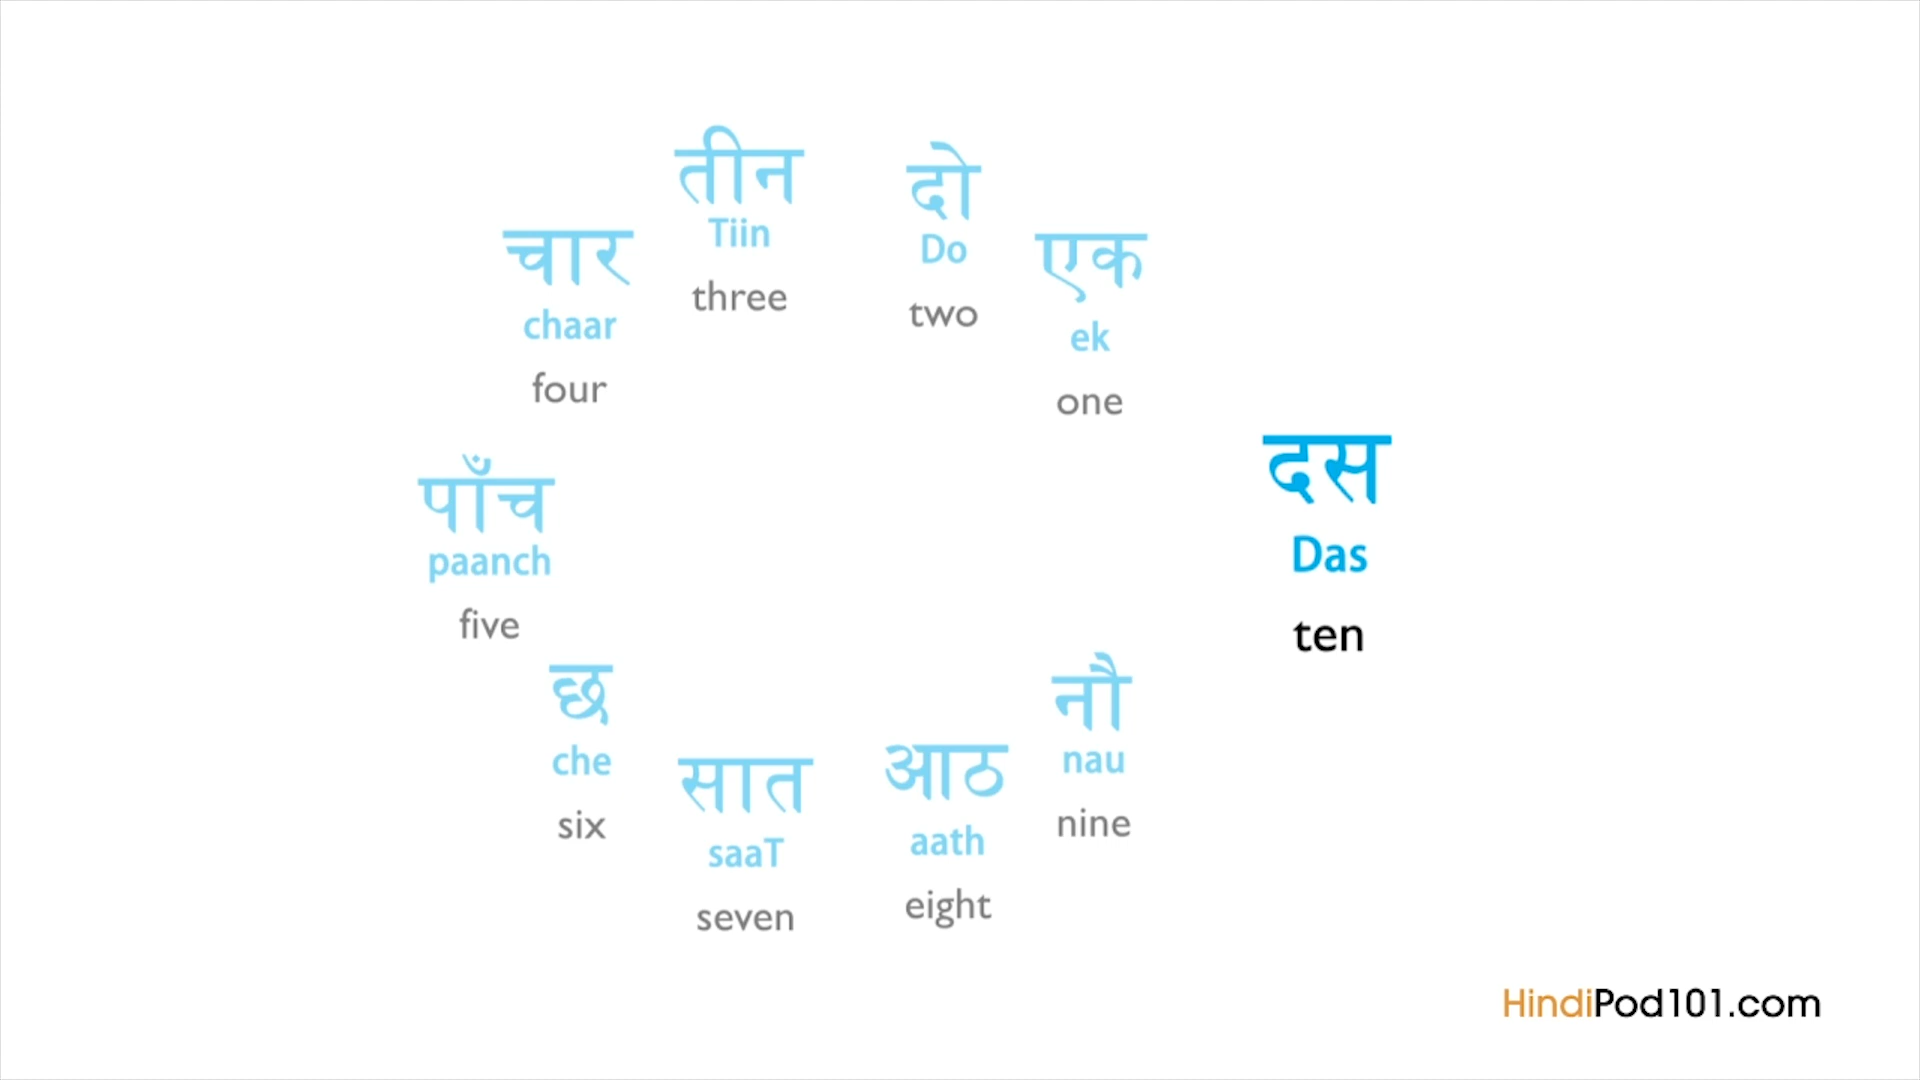 तीन
Tiin
three
दो
Do
two
चार
chaar
four
एक
ek
one
दस
Das
ten
पाँच
paanch
five
छ
che
six
नौ
nau
nine
सात
saaT
seven
आठ
aath
eight
HindiPod101.com